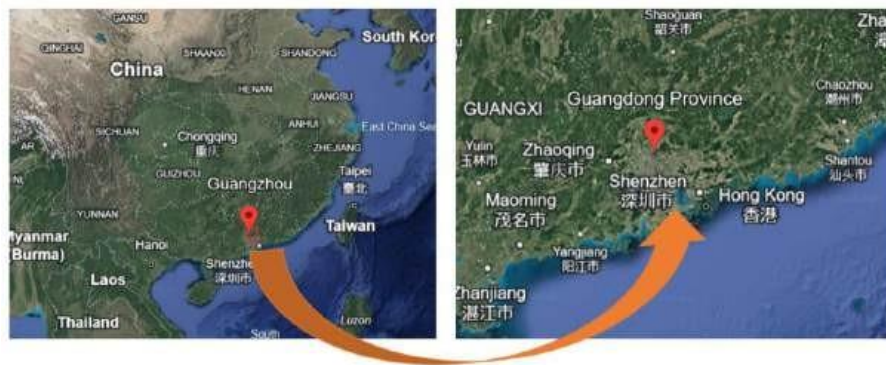 GANSU
QINGHAI
SHAANXI
SHANDONG
South Kor
China
HENAN
JIANGSU
SICHUAN
ANHUI
East China Sea
Chongqing
重庆
ZHEJIANG
AR
GUIZHOU
Taipei
臺北
NL
Guangzhou
YUNNAN
Taiwan
Myanmar
(Burma)
Hanoi
Shenzhe
深圳市
Laos
Thailand
Luzon
South
Shaoguan
韶关市
GUANGXI
Guangdong Province
Chaozhou
潮州市
Yulin
玉林市
Zhaoqing
肇庆市
Shantou
汕头市
Shenzhen
深圳市
Hong Kong
香港
Maoming
茂名市
Yangjiang
阳江市
Zhanjiang
湛江市